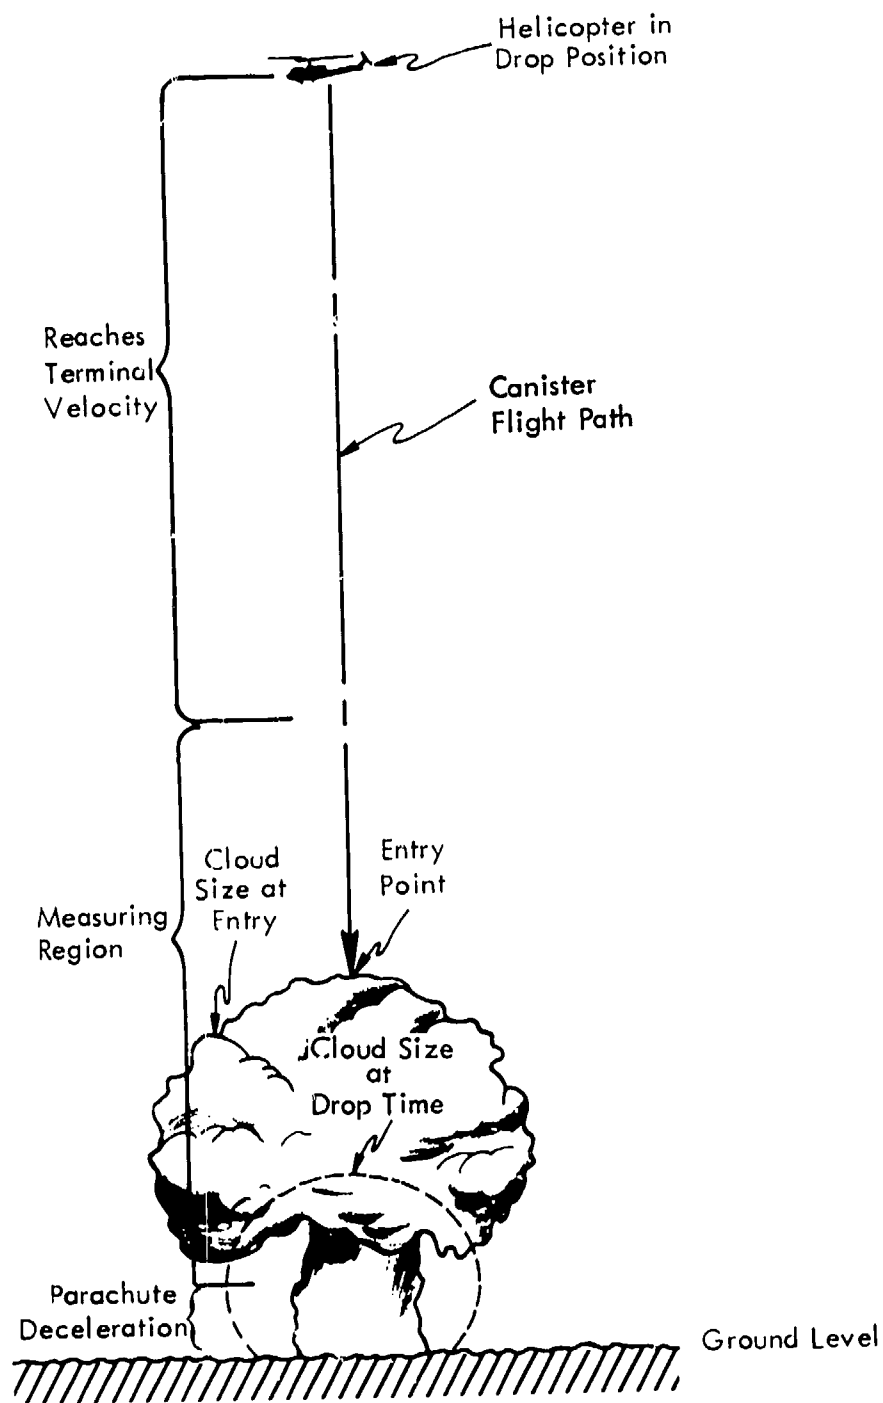 Helicopter in
Drop Position
Reaches
Terminal
Velocity
Canister
Flight Path
Cloud
Size at
Entry
Entry
Point
Measuring
Region
Cloud Size
at
Drop Time
Parachute
Deceleration
Ground Level